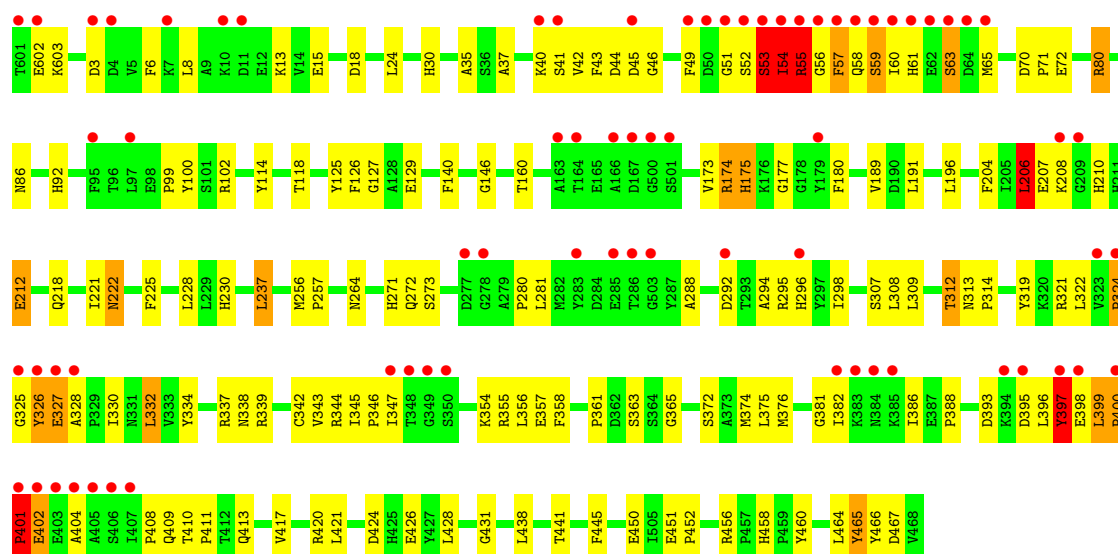 T601 E602 K603 D3 D4 V5 F6 K7 L8 A9 K10 D11 E12 K13 V14 E15 D18 L24 H30 A35 S36 A37 K40 S41 V42 F43 D44 D45 G46 F49 D50 G51 S52 S53 I54 R55 G56 F57 Q58 S59 I60 H61 E62 S63 D64 M65 D70 P71 E72 R80
N86 H92 F95 T96 L97 E98 P99 Y100 S101 R102 Y114 T118 Y125 F126 G127 A128 E129 F140 G146 T160 A163 T164 E165 A166 D167 G500 S501 V173 R174 H175 K176 G177 G178 Y179 F180 V189 D190 L191 L196 F204 I205 L206 E207 K208 G209 H210 H211
E212 Q218 I221 N222 F225 L228 L229 H230 L237 M256 P257 N264 H271 Q272 S273 D277 G278 A279 P280 L281 M282 Y283 D284 E285 T286 G503 Y287 A288 D292 T293 A294 R295 H296 Y297 I298 S307 L308 L309 T312 N313 P314 Y319 K320 R321 L322 V323
G325 Y326 E327 A328 P329 I330 N331 L332 V333 Y334 R337 N338 R339 C342 V343 R344 I345 P346 I347 T348 G349 S350 K354 R355 L356 E357 F358 P361 D362 S363 S364 G365 S372 A373 M374 L375 M376 G381 I382 K383 N384 K385 I386 E387 P388 D393 K394 D395 L396 Y397 E398 L399
P401 E402 E403 A404 A405 S406 I407 P408 Q409 T410 P411 T412 Q413 V417 R420 L421 D424 H425 E426 Y427 L428 G431 L438 T441 F445 E450 I505 E451 P452 R456 P457 H458 P459 Y460 L464 Y465 Y466 D467 V468